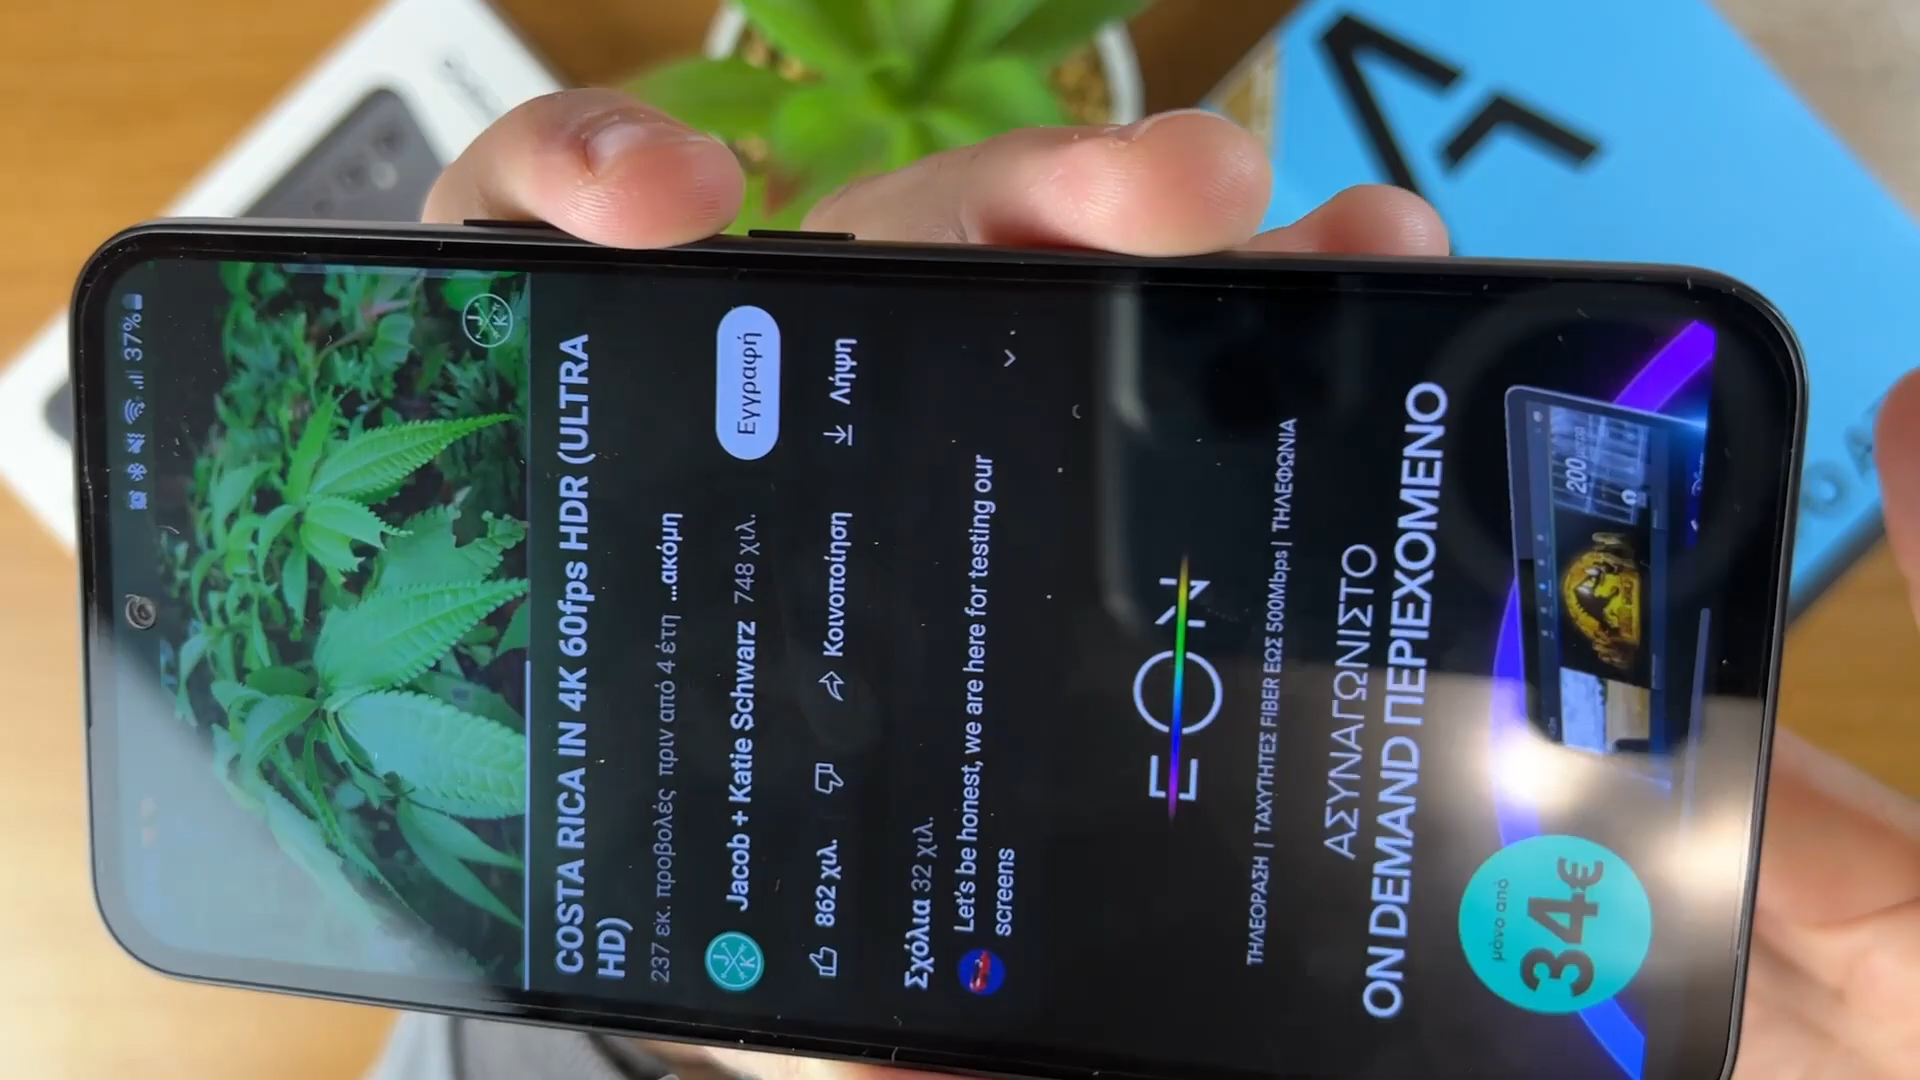 37%
JK
COSTA RICA IN 4K 60fps HDR (ULTRA
HD)
237 εκ. προβολές πριν από 4 έτη ...ακόμη
Jacob + Katie Schwarz 748 χιλ.
Εγγραφή
862 χιλ.
Κοινοποίηση
Λήψη
Σχόλια 32 χιλ.
Let's be honest, we are here for testing our
screens
EON
ΤΗΛΕΟΡΑΣΗ | ΤΑΧΥΤΗΤΕΣ FIBER ΕΩΣ 500Mbps | ΤΗΛΕΦΩΝΙΑ
ΑΣΥΝΑΓΩΝΙΣΤΟ
ON DEMAND ΠΕΡΙΕΧΟΜΕΝΟ
μόνο από
34€
200